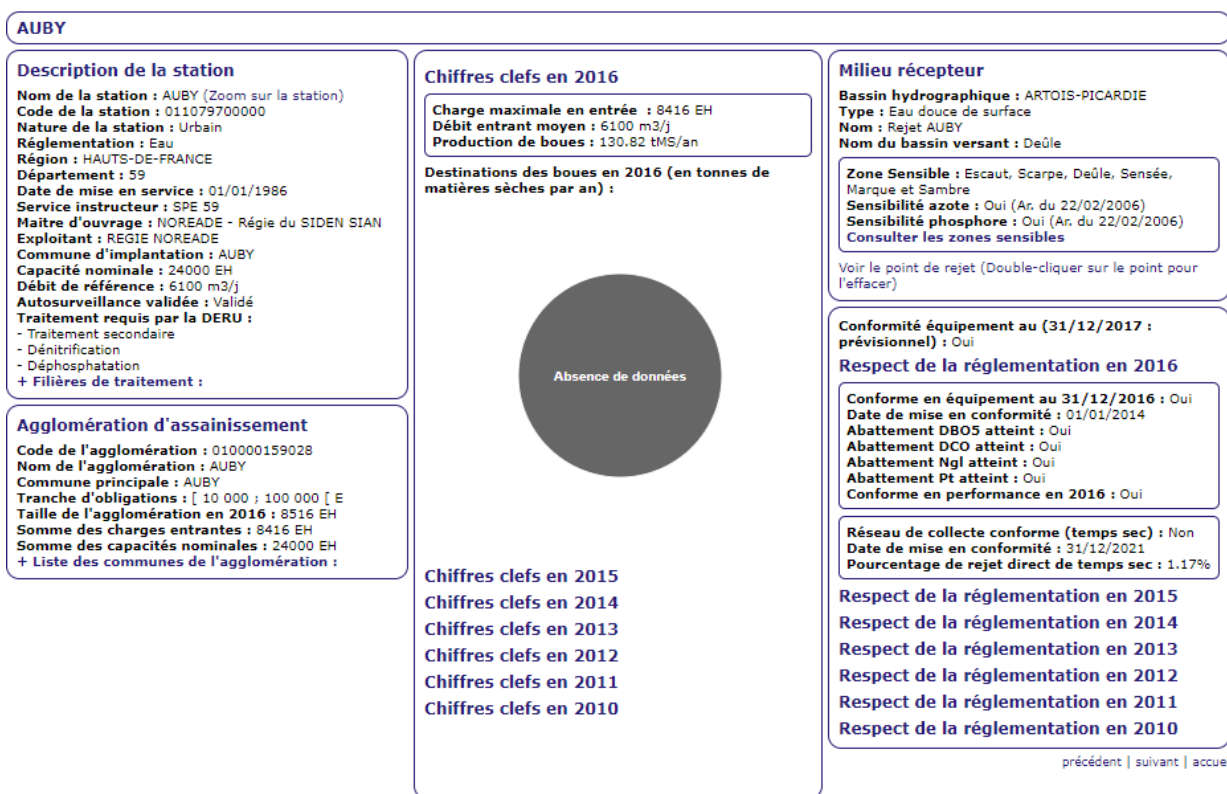 AUBY
Description de la station
Nom de la station : AUBY (Zoom sur la station)
Code de la station : 011079700000
Nature de la station : Urbain
Réglementation : Eau
Région : HAUTS-DE-FRANCE
Département : 59
Date de mise en service : 01/01/1986
Service instructeur : SPE 59
Maitre d'ouvrage : NOREADE - Régie du SIDEN SIAN
Exploitant : REGIE NOREADE
Commune d'implantation : AUBY
Capacité nominale : 24000 EH
Débit de référence : 6100 m3/j
Autosurveillance validée : Validé
Traitement requis par la DERU :
- Traitement secondaire
- Dénitrification
- Déphosphatation
+ Filières de traitement :
Agglomération d'assainissement
Code de l'agglomération : 010000159028
Nom de l'agglomération : AUBY
Commune principale : AUBY
Tranche d'obligations : [ 10 000 ; 100 000 [ E
Taille de l'agglomération en 2016 : 8516 EH
Somme des charges entrantes : 8416 EH
Somme des capacités nominales : 24000 EH
+ Liste des communes de l'agglomération :
Chiffres clefs en 2016
Charge maximale en entrée : 8416 EH
Débit entrant moyen : 6100 m3/j
Production de boues : 130.82 tMS/an
Destinations des boues en 2016 (en tonnes de
matières sèches par an) :
Absence de données
Chiffres clefs en 2015
Chiffres clefs en 2014
Chiffres clefs en 2013
Chiffres clefs en 2012
Chiffres clefs en 2011
Chiffres clefs en 2010
Milieu récepteur
Bassin hydrographique : ARTOIS-PICARDIE
Type : Eau douce de surface
Nom : Rejet AUBY
Nom du bassin versant : Deûle
Zone Sensible : Escaut, Scarpe, Deûle, Sensée,
Marque et Sambre
Sensibilité azote : Oui (Ar. du 22/02/2006)
Sensibilité phosphore : Oui (Ar. du 22/02/2006)
Consulter les zones sensibles
Voir le point de rejet (Double-cliquer sur le point pour
l'effacer)
Conformité équipement au (31/12/2017 :
prévisionnel) : Oui
Respect de la réglementation en 2016
Conforme en équipement au 31/12/2016 : Oui
Date de mise en conformité : 01/01/2014
Abattement DBO5 atteint : Oui
Abattement DCO atteint : Oui
Abattement Ngl atteint : Oui
Abattement Pt atteint : Oui
Conforme en performance en 2016 : Oui
Réseau de collecte conforme (temps sec) : Non
Date de mise en conformité : 31/12/2021
Pourcentage de rejet direct de temps sec : 1.17%
Respect de la réglementation en 2015
Respect de la réglementation en 2014
Respect de la réglementation en 2013
Respect de la réglementation en 2012
Respect de la réglementation en 2011
Respect de la réglementation en 2010
précédent | suivant | accue